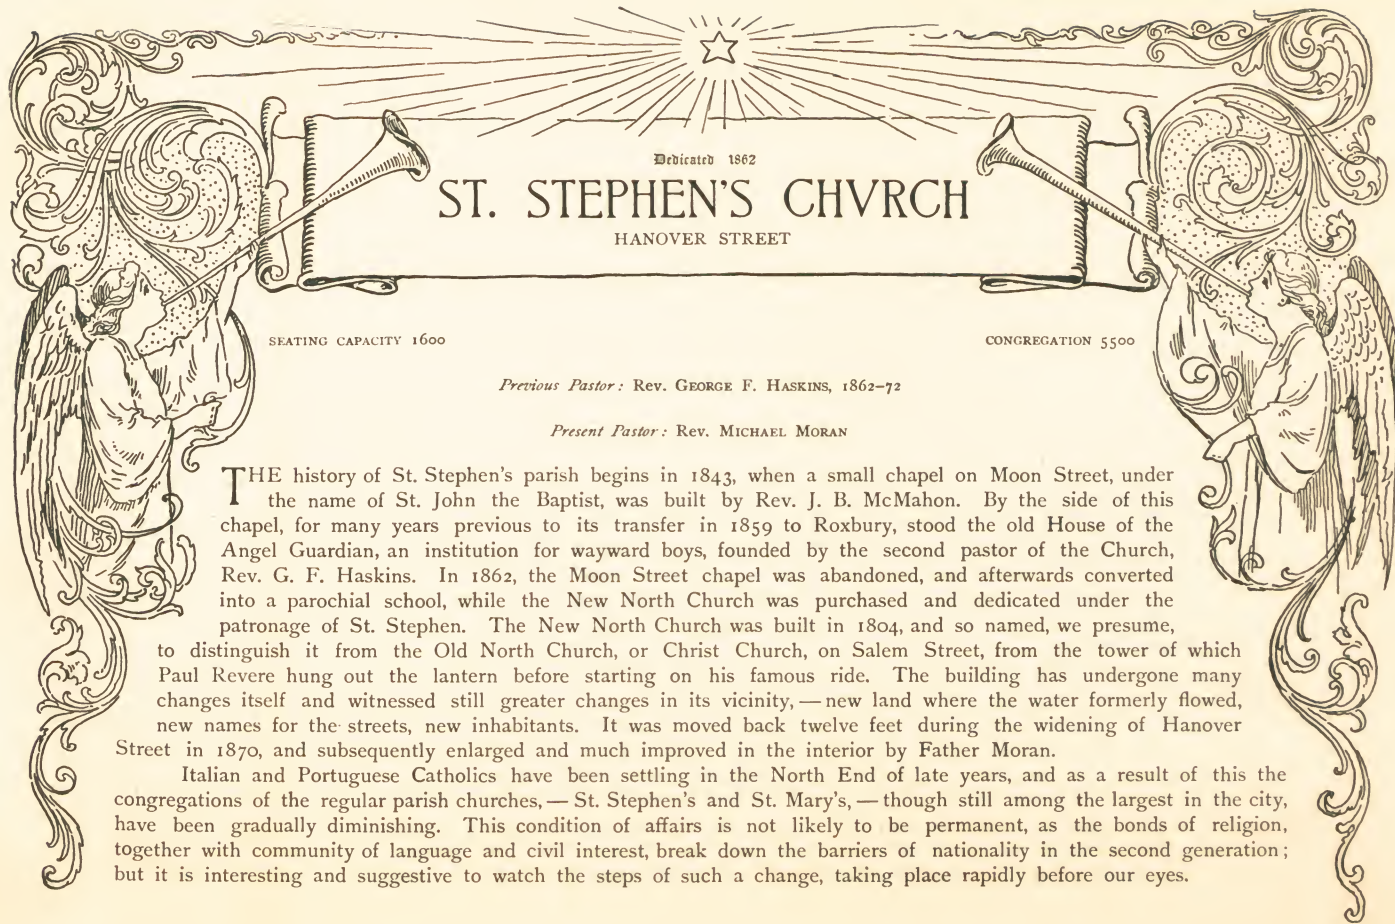 Dedicated 1862
ST. STEPHEN'S CHVRCH
HANOVER STREET
SEATING CAPACITY 1600
CONGREGATION 5500
Previous Pastor: Rev. George F. Haskins, 1862–72
Present Pastor: Rev. Michael Moran
THE history of St. Stephen's parish begins in 1843, when a small chapel on Moon Street, under
the name of St. John the Baptist, was built by Rev. J. B. McMahon. By the side of this
chapel, for many years previous to its transfer in 1859 to Roxbury, stood the old House of the
Angel Guardian, an institution for wayward boys, founded by the second pastor of the Church,
Rev. G. F. Haskins. In 1862, the Moon Street chapel was abandoned, and afterwards converted
into a parochial school, while the New North Church was purchased and dedicated under the
patronage of St. Stephen. The New North Church was built in 1804, and so named, we presume,
to distinguish it from the Old North Church, or Christ Church, on Salem Street, from the tower of which
Paul Revere hung out the lantern before starting on his famous ride. The building has undergone many
changes itself and witnessed still greater changes in its vicinity, — new land where the water formerly flowed,
new names for the streets, new inhabitants. It was moved back twelve feet during the widening of Hanover
Street in 1870, and subsequently enlarged and much improved in the interior by Father Moran.
Italian and Portuguese Catholics have been settling in the North End of late years, and as a result of this the
congregations of the regular parish churches, — St. Stephen's and St. Mary's, — though still among the largest in the city,
have been gradually diminishing. This condition of affairs is not likely to be permanent, as the bonds of religion,
together with community of language and civil interest, break down the barriers of nationality in the second generation;
but it is interesting and suggestive to watch the steps of such a change, taking place rapidly before our eyes.